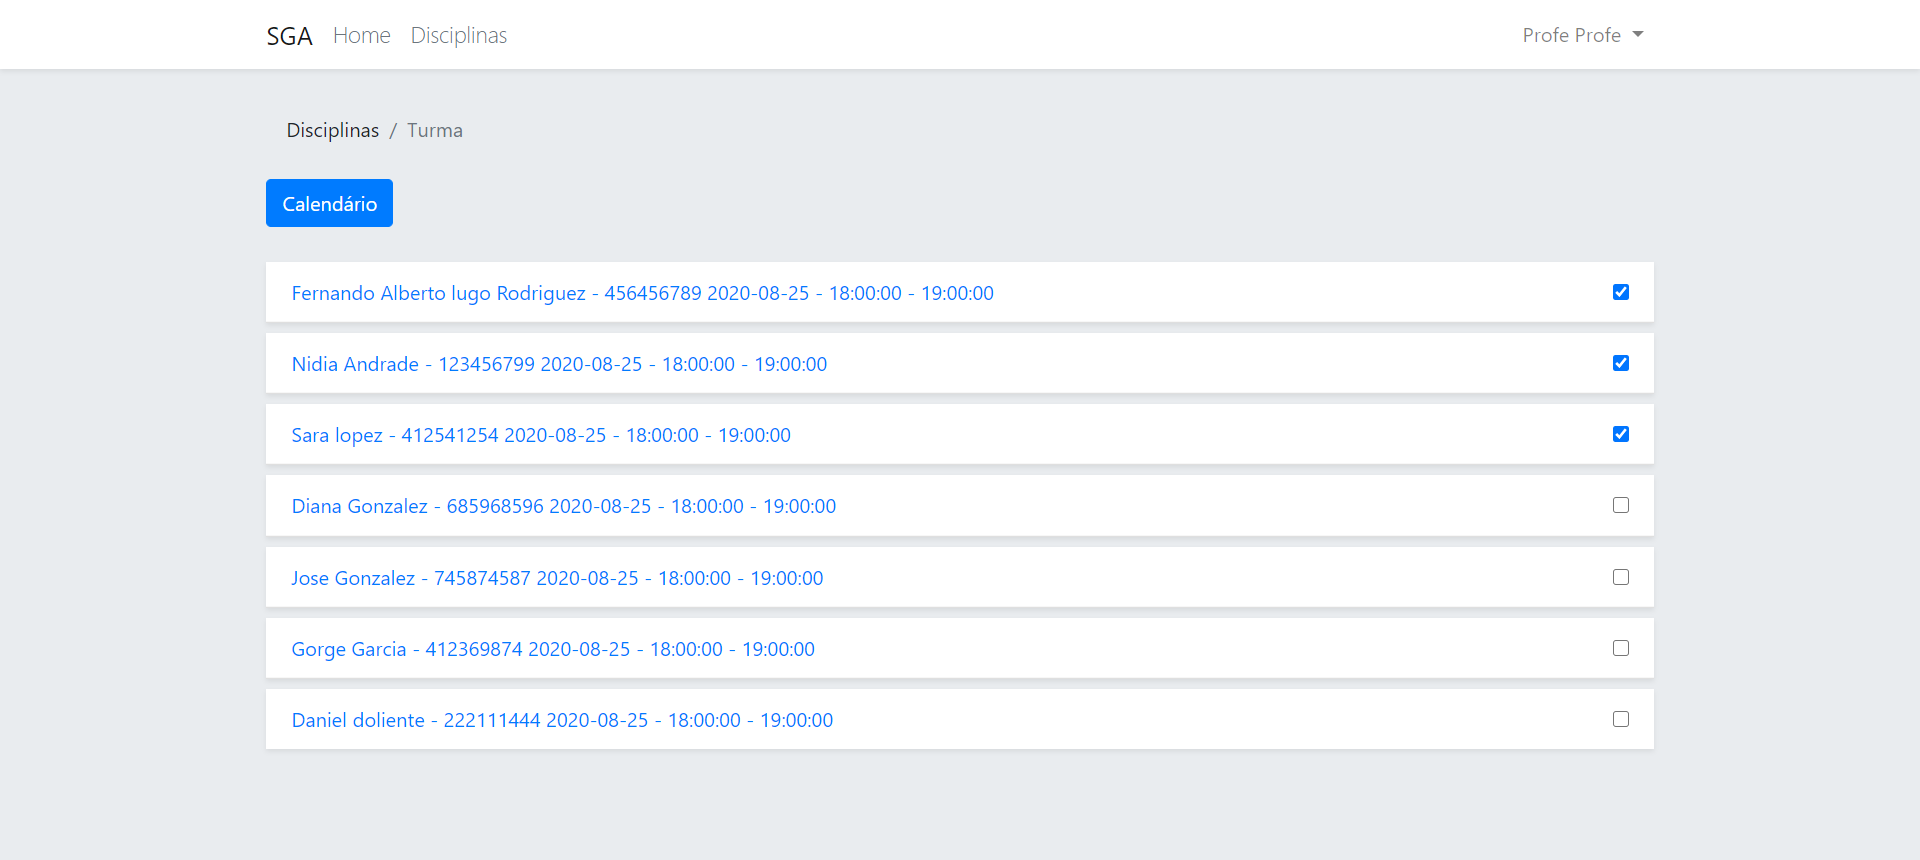 SGA Home Disciplinas Profe Profe
Disciplinas / Turma
Calendário
Fernando Alberto lugo Rodriguez - 456456789 2020-08-25 - 18:00:00 - 19:00:00
Nidia Andrade - 123456799 2020-08-25 - 18:00:00 - 19:00:00
Sara lopez - 412541254 2020-08-25 - 18:00:00 - 19:00:00
Diana Gonzalez - 685968596 2020-08-25 - 18:00:00 - 19:00:00
Jose Gonzalez - 745874587 2020-08-25 - 18:00:00 - 19:00:00
Gorge Garcia - 412369874 2020-08-25 - 18:00:00 - 19:00:00
Daniel doliente - 222111444 2020-08-25 - 18:00:00 - 19:00:00